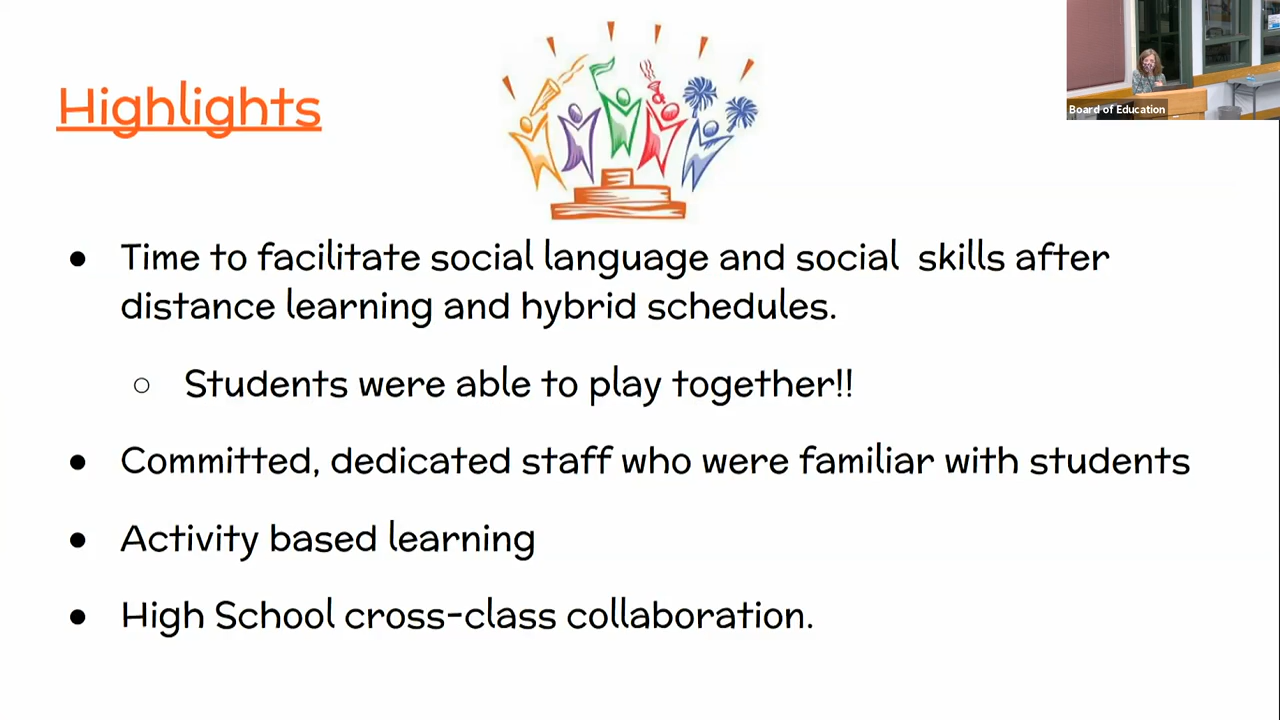 Highlights
Board of Education
● Time to facilitate social language and social skills after
distance learning and hybrid schedules.
○ Students were able to play together!!
● Committed, dedicated staff who were familiar with students
● Activity based learning
● High School cross-class collaboration.